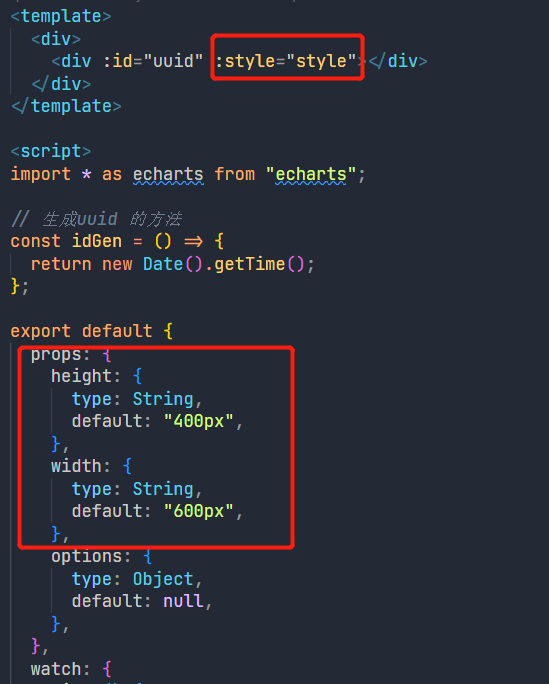 <template>
<div>
<div :id="uuid" :style="style"></div>
</div>
</template>
<script>
import * as echarts from "echarts";
// 生成uuid 的方法
const idGen = () => {
return new Date().getTime();
};
export default {
props: {
height: {
type: String,
default: "400px",
},
width: {
type: String,
default: "600px",
},
options: {
type: Object,
default: null,
},
},
watch: {